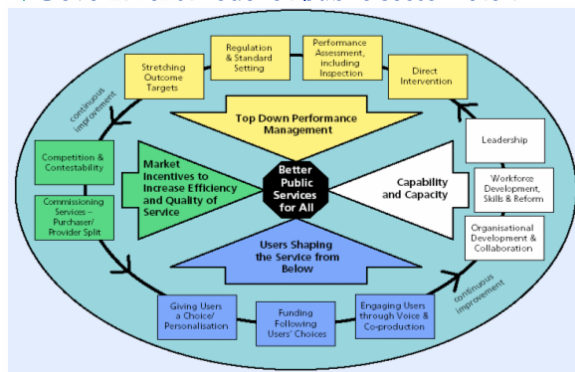 Regulation
& Standard
Setting
Performance
Assessment,
including
Inspection
Stretching
Outcome
Targets
Direct
Intervention
continuous
improvement
Top Down Performance
Management
Leadership
Competition &
Contestability
Market
Incentives to
Increase Efficiency
and Quality of
Service
Better
Public
Services
for All
Capability
and Capacity
Workforce
Development,
Skills & Reform
Commissioning
Services –
Purchaser/
Provider Split
Organisational
Development &
Collaboration
Users Shaping
the Service from
Below
continuous
improvement
Giving Users
a Choice/
Personalisation
Funding
Following
Users' Choices
Engaging Users
through Voice &
Co-production